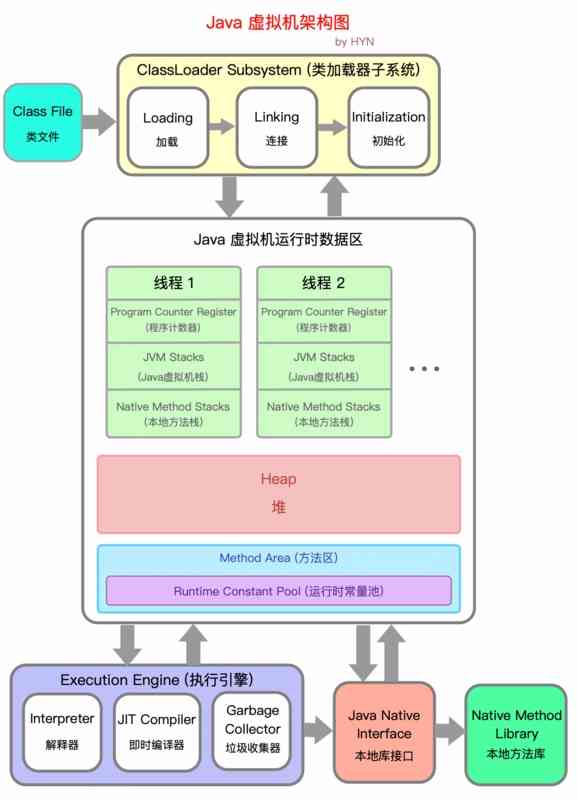 Java 虚拟机架构图
by HYN
ClassLoader Subsystem (类加载器子系统)
Class File
类文件
Loading
加载
Linking
连接
Initialization
初始化
Java 虚拟机运行时数据区
线程 1
Program Counter Register
(程序计数器)
JVM Stacks
(Java虚拟机栈)
Native Method Stacks
(本地方法栈)
线程 2
Program Counter Register
(程序计数器)
JVM Stacks
(Java虚拟机栈)
Native Method Stacks
(本地方法栈)
...
Heap
堆
Method Area (方法区)
Runtime Constant Pool (运行时常量池)
Execution Engine (执行引擎)
Interpreter
解释器
JIT Compiler
即时编译器
Garbage
Collector
垃圾收集器
Java Native
Interface
本地库接口
Native Method
Library
本地方法库